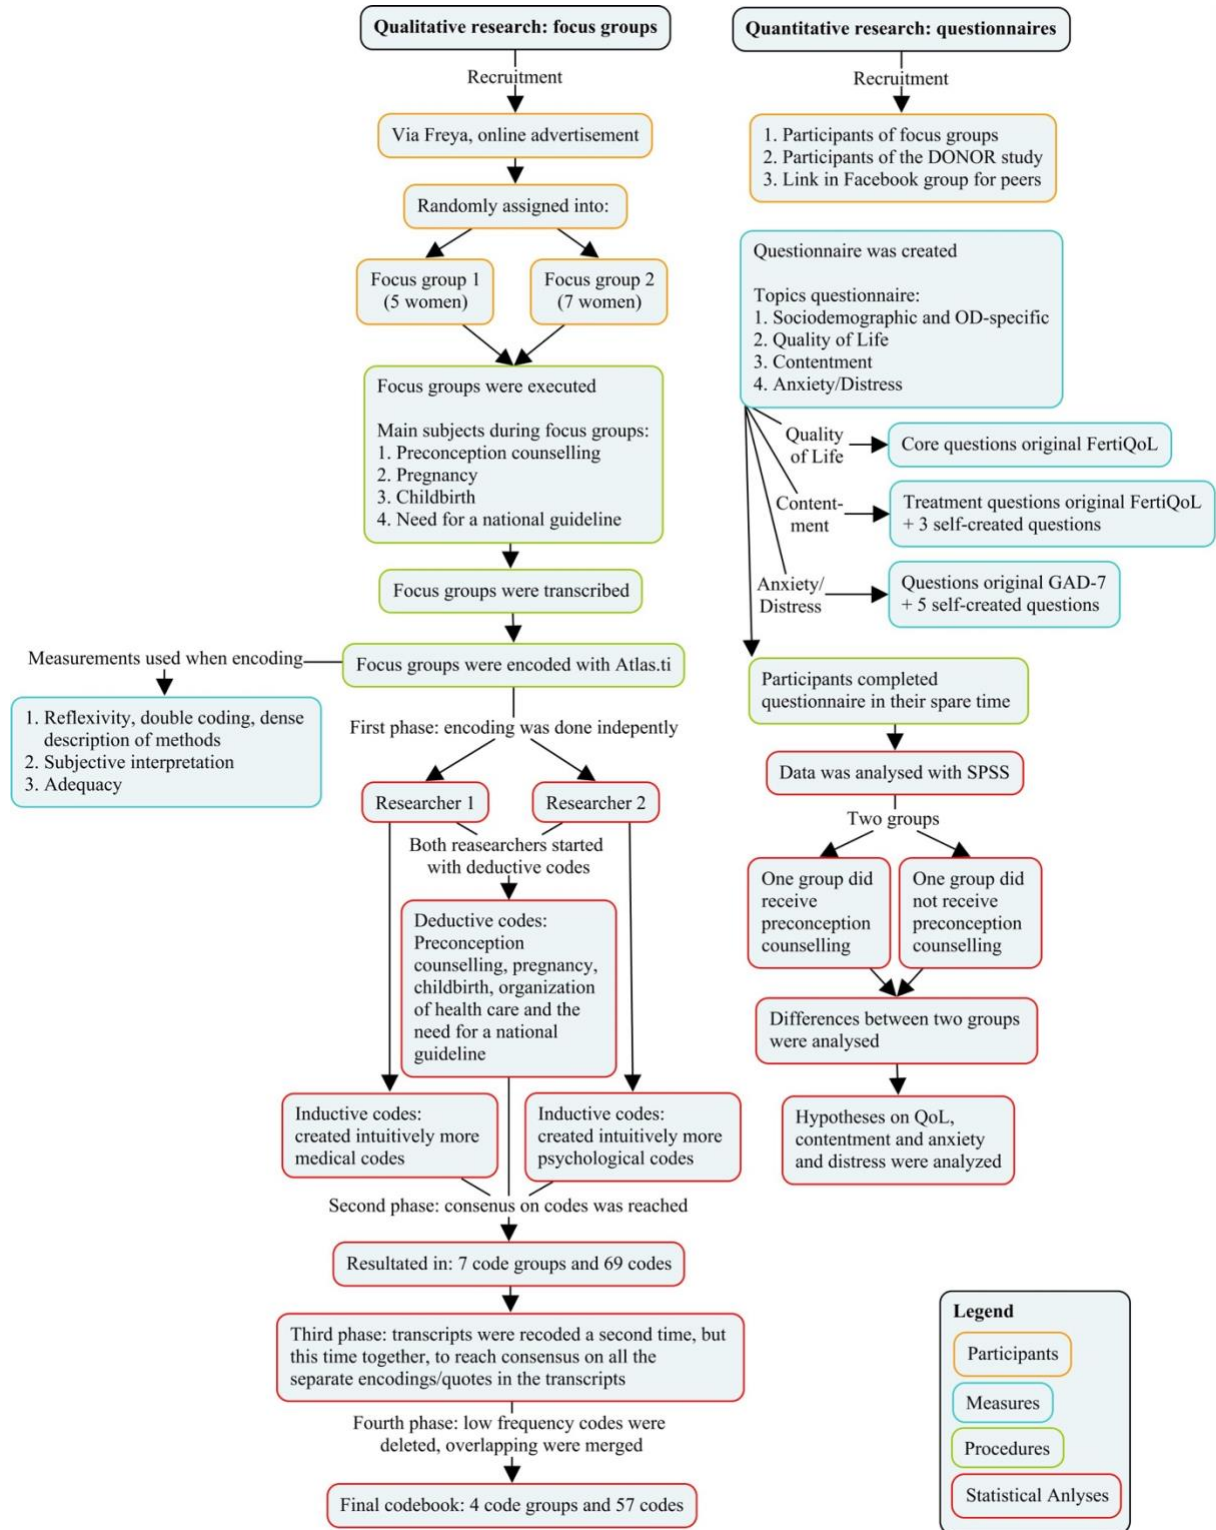 Qualitative research: focus groups
Recruitment
Via Freya, online advertisement
Randomly assigned into:
Focus group 1
(5 women)
Focus group 2
(7 women)
Focus groups were executed
Main subjects during focus groups:
1. Preconception counselling
2. Pregnancy
3. Childbirth
4. Need for a national guideline
Focus groups were transcribed
Focus groups were encoded with Atlas.ti
Measurements used when encoding
1. Reflexivity, double coding, dense
description of methods
2. Subjective interpretation
3. Adequacy
First phase: encoding was done indepently
Researcher 1
Researcher 2
Both reasearchers started
with deductive codes
Deductive codes:
Preconception
counselling, pregnancy,
childbirth, organization
of health care and the
need for a national
guideline
Inductive codes:
created intuitively more
medical codes
Inductive codes:
created intuitively more
psychological codes
Second phase: consenus on codes was reached
Resultated in: 7 code groups and 69 codes
Third phase: transcripts were recoded a second time, but
this time together, to reach consensus on all the
separate encodings/quotes in the transcripts
Fourth phase: low frequency codes were
deleted, overlapping were merged
Final codebook: 4 code groups and 57 codes
Quantitative research: questionnaires
Recruitment
1. Participants of focus groups
2. Participants of the DONOR study
3. Link in Facebook group for peers
Questionnaire was created
Topics questionnaire:
1. Sociodemographic and OD-specific
2. Quality of Life
3. Contentment
4. Anxiety/Distress
Quality
of Life
Core questions original FertiQoL
Content-
ment
Treatment questions original FertiQoL
+ 3 self-created questions
Anxiety/
Distress
Questions original GAD-7
+ 5 self-created questions
Participants completed
questionnaire in their spare time
Data was analysed with SPSS
Two groups
One group did
receive
preconception
counselling
One group did
not receive
preconception
counselling
Differences between two groups
were analysed
Hypotheses on QoL,
contentment and anxiety
and distress were analyzed
Legend
Participants
Measures
Procedures
Statistical Anlyses